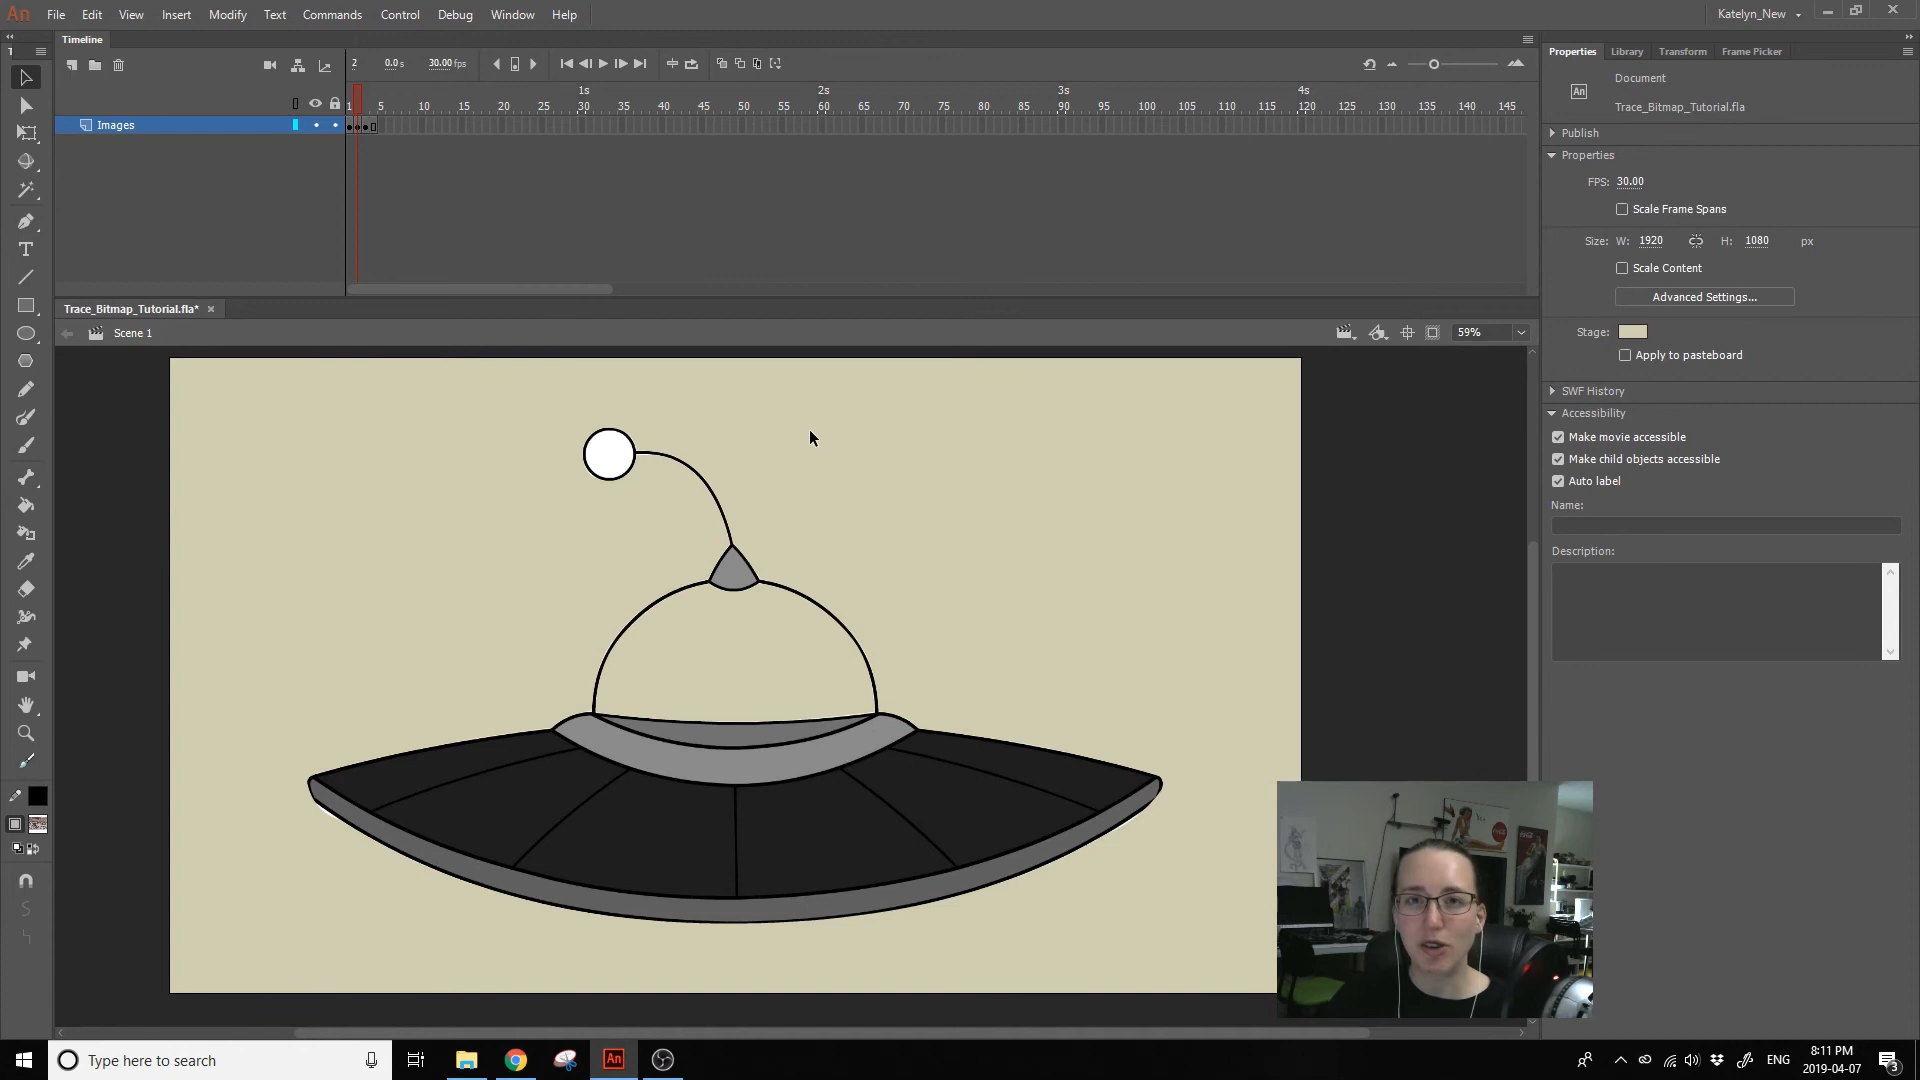 An File Edit View Insert Modify Text Commands Control Debug Window Help Katelyn_New
Timeline
Properties Library Transform Frame Picker
2 0.0 s 30.00 fps
Document
Trace_Bitmap_Tutorial.fla
1s 2s 3s 4s
1 5 10 15 20 25 30 35 40 45 50 55 60 65 70 75 80 85 90 95 100 105 110 115 120 125 130 135 140 145
Images
Publish
Properties
FPS: 30.00
Scale Frame Spans
Size: W: 1920 H: 1080 px
Scale Content
Advanced Settings...
Trace_Bitmap_Tutorial.fla*
Scene 1
59%
Stage:
Apply to pasteboard
SWF History
Accessibility
Make movie accessible
Make child objects accessible
Auto label
Name:
Description:
Type here to search
An
ENG
8:11 PM
2019-04-07
3